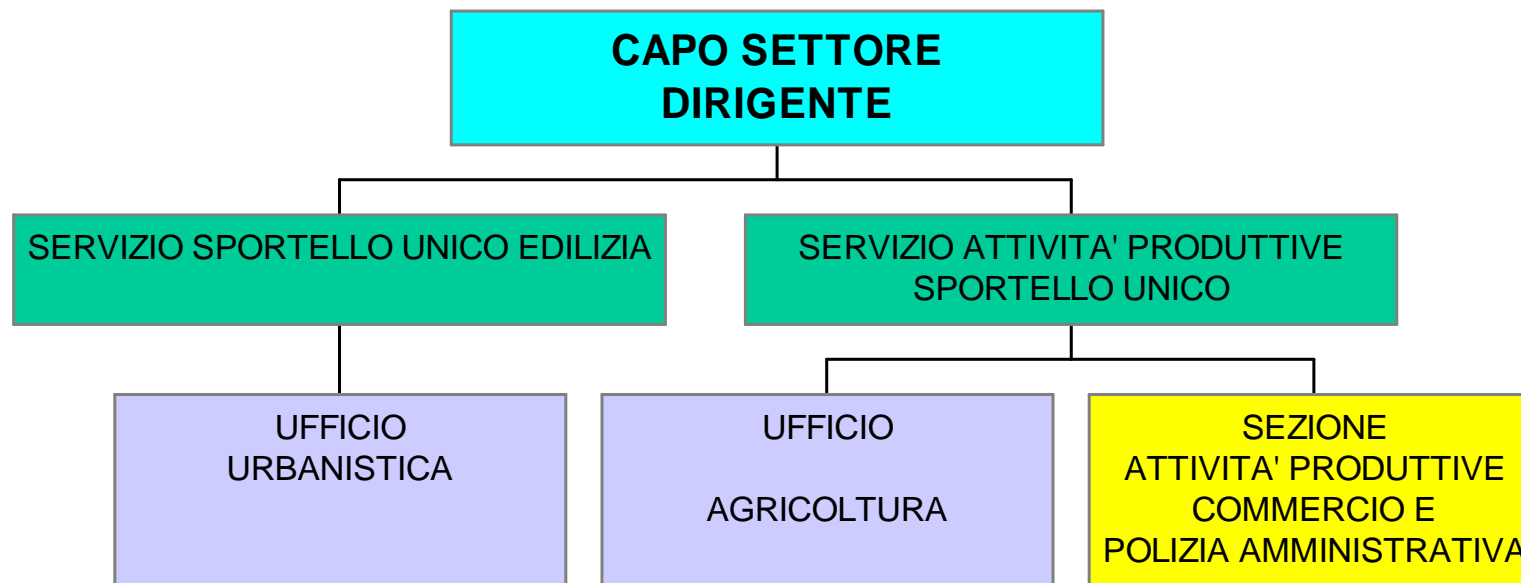 CAPO SETTORE
DIRIGENTE
SERVIZIO SPORTELLO UNICO EDILIZIA
SERVIZIO ATTIVITA' PRODUTTIVE
SPORTELLO UNICO
UFFICIO
URBANISTICA
UFFICIO
AGRICOLTURA
SEZIONE
ATTIVITA' PRODUTTIVE
COMMERCIO E
POLIZIA AMMINISTRATIVA